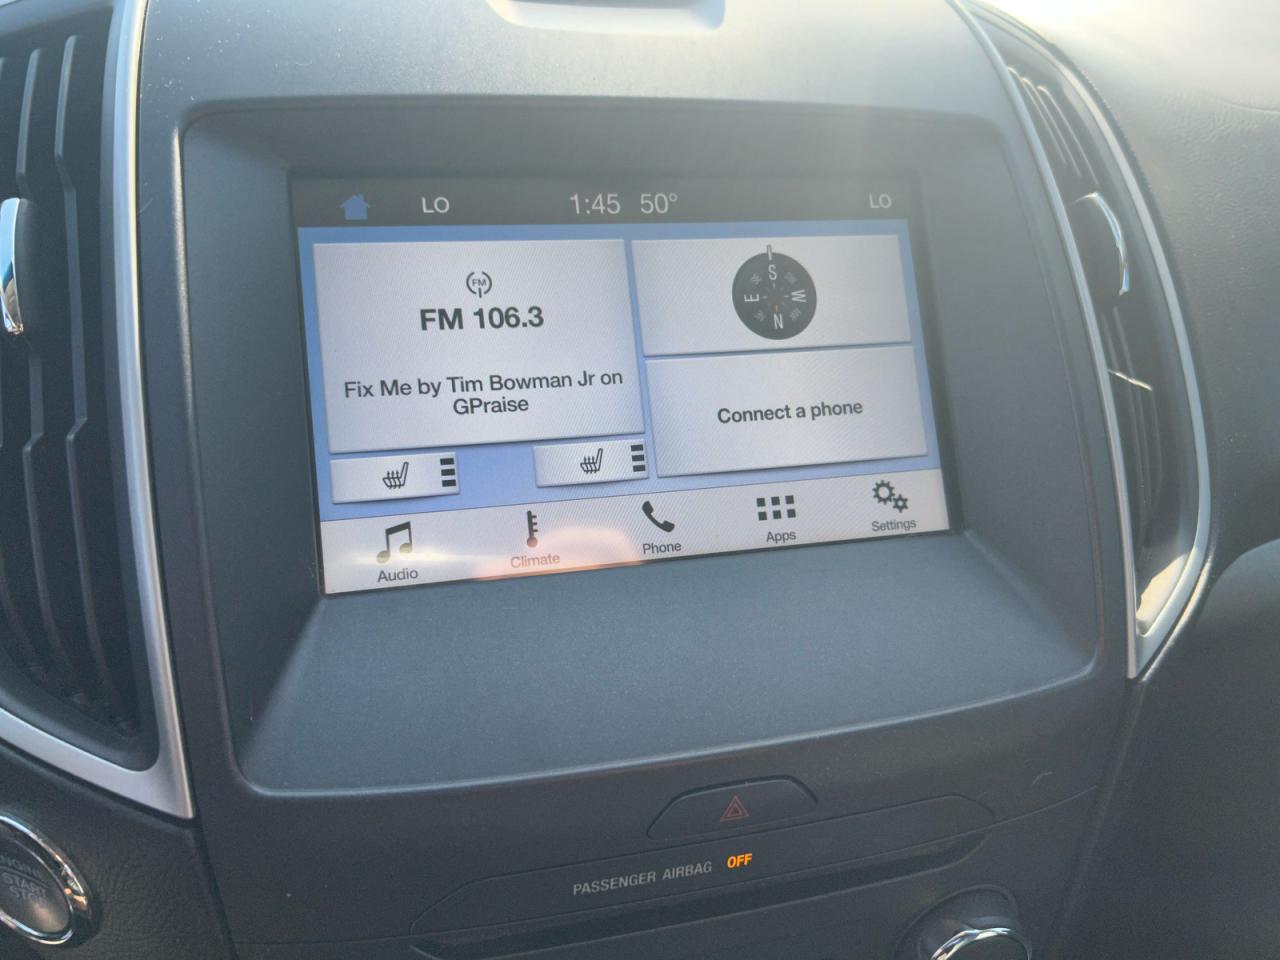 LO 1:45 50° LO
FM
FM 106.3
Fix Me by Tim Bowman Jr on
GPraise
S
E W
N
Connect a phone
Audio
Climate
Phone
Apps
Settings
ENGINE
START
STOP
PASSENGER AIRBAG OFF